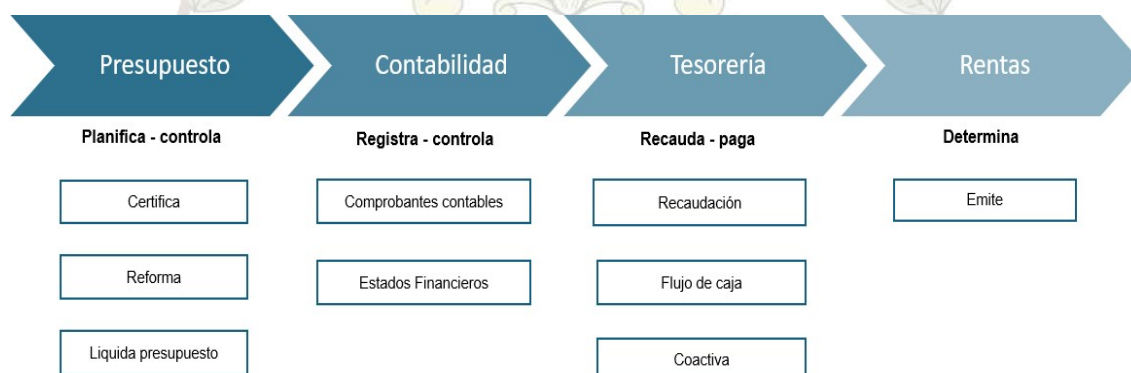 Presupuesto
Contabilidad
Tesorería
Rentas
Planifica - controla
Registra - controla
Recauda - paga
Determina
Certifica
Comprobantes contables
Recaudación
Emite
Reforma
Estados Financieros
Flujo de caja
Liquida presupuesto
Coactiva